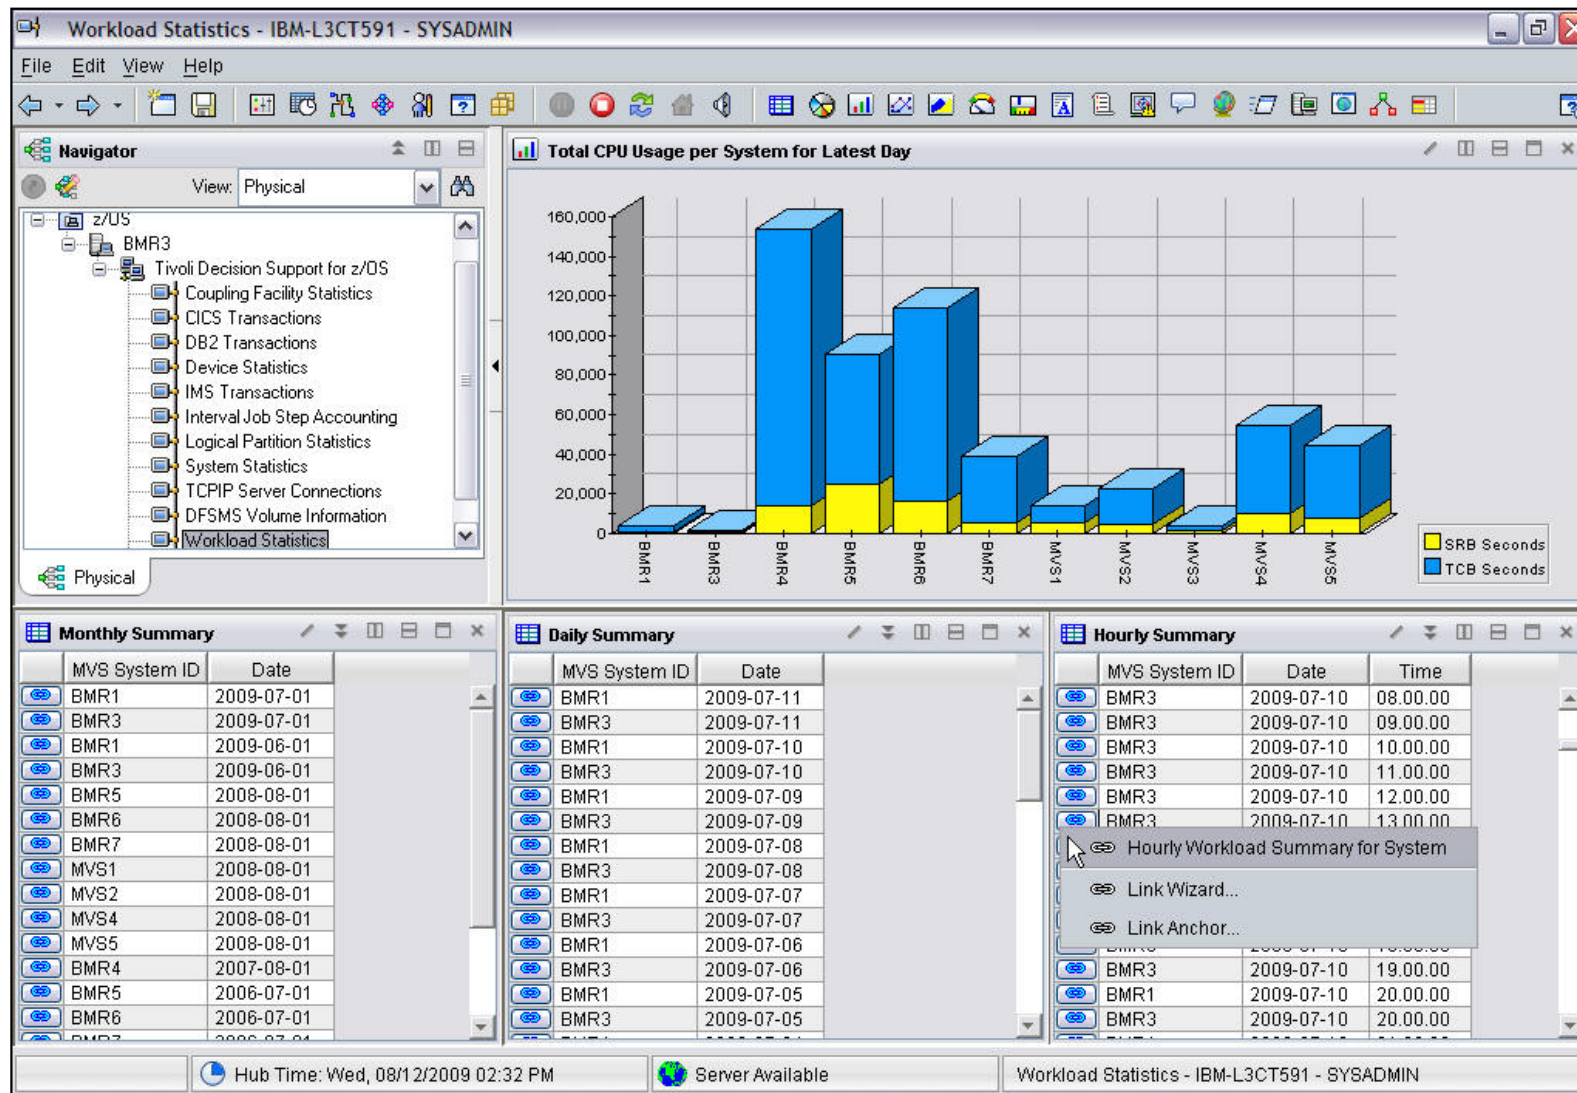 Workload Statistics - IBM-L3CT591 - SYSADMIN
File Edit View Help
Navigator
View: Physical
z/OS
BMR3
Tivoli Decision Support for z/OS
Coupling Facility Statistics
CICS Transactions
DB2 Transactions
Device Statistics
IMS Transactions
Interval Job Step Accounting
Logical Partition Statistics
System Statistics
TCPIP Server Connections
DFSMS Volume Information
Workload Statistics
Physical
Total CPU Usage per System for Latest Day
160,000
140,000
120,000
100,000
80,000
60,000
40,000
20,000
0
BMR1 BMR3 BMR4 BMR5 BMR6 BMR7 MVS1 MVS2 MVS3 MVS4 MVS5
SRB Seconds
TCB Seconds
Monthly Summary
MVS System ID Date
BMR1 2009-07-01
BMR3 2009-07-01
BMR1 2009-06-01
BMR3 2009-06-01
BMR5 2008-08-01
BMR6 2008-08-01
BMR7 2008-08-01
MVS1 2008-08-01
MVS2 2008-08-01
MVS4 2008-08-01
MVS5 2008-08-01
BMR4 2007-08-01
BMR5 2006-07-01
BMR6 2006-07-01
Daily Summary
MVS System ID Date
BMR1 2009-07-11
BMR3 2009-07-11
BMR1 2009-07-10
BMR3 2009-07-10
BMR1 2009-07-09
BMR3 2009-07-09
BMR1 2009-07-08
BMR3 2009-07-08
BMR1 2009-07-07
BMR3 2009-07-07
BMR1 2009-07-06
BMR3 2009-07-06
BMR1 2009-07-05
BMR3 2009-07-05
Hourly Summary
MVS System ID Date Time
BMR3 2009-07-10 08.00.00
BMR3 2009-07-10 09.00.00
BMR3 2009-07-10 10.00.00
BMR3 2009-07-10 11.00.00
BMR3 2009-07-10 12.00.00
BMR3 2009-07-10 13.00.00
Hourly Workload Summary for System
Link Wizard...
Link Anchor...
BMR3 2009-07-10 19.00.00
BMR1 2009-07-10 20.00.00
BMR3 2009-07-10 20.00.00
Hub Time: Wed, 08/12/2009 02:32 PM
Server Available
Workload Statistics - IBM-L3CT591 - SYSADMIN